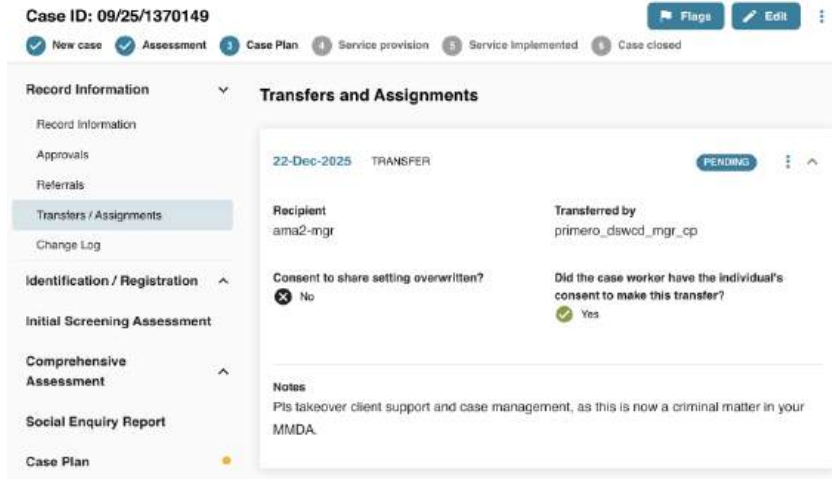 Case ID: 09/25/1370149
Flags
Edit
New case
Assessment
3 Case Plan
4 Service provision
5 Service Implemented
6 Case closed
Record Information
Record Information
Approvals
Referrals
Transfers / Assignments
Change Log
Identification / Registration
Initial Screening Assessment
Comprehensive
Assessment
Social Enquiry Report
Case Plan
Transfers and Assignments
22-Dec-2025 TRANSFER
PENDING
Recipient
ama2-mgr
Transferred by
primero_dswcd_mgr_cp
Consent to share setting overwritten?
No
Did the case worker have the individual's
consent to make this transfer?
Yes
Notes
Pls takeover client support and case management, as this is now a criminal matter in your
MMDA.